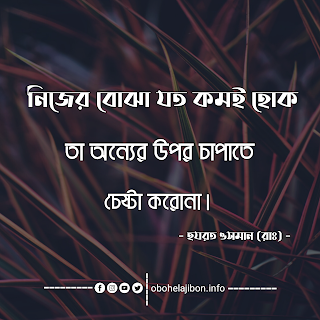 নিজের বোঝা যত কমই হোক
তা অন্যের উপর চাপাতে
চেষ্টা করোনা।
- হযরত ওসমান (রাঃ) -
obohelajibon.info